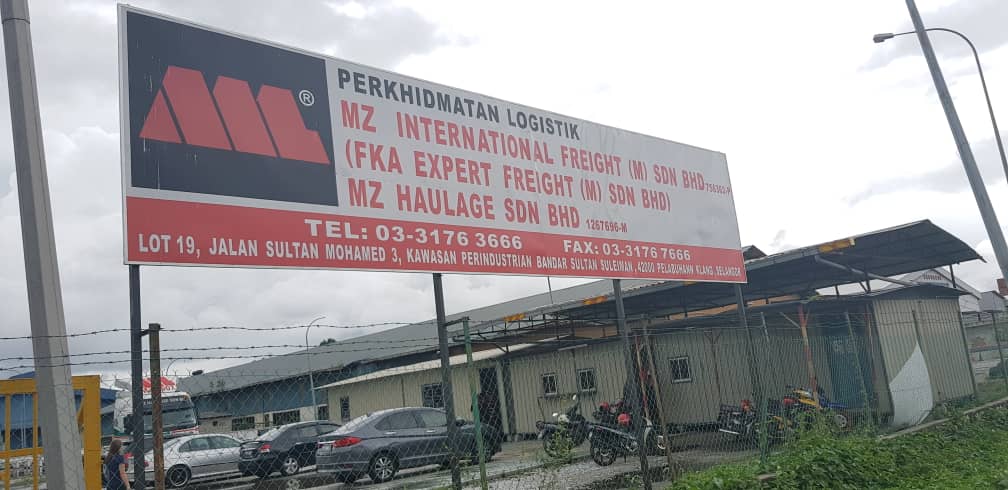 ®
PERKHIDMATAN LOGISTIK
MZ INTERNATIONAL FREIGHT (M) SDN BHD 758383-P
(FKA EXPERT FREIGHT (M) SDN BHD)
MZ HAULAGE SDN BHD 1267696-M
TEL: 03-3176 3666 FAX: 03-3176 7666
LOT 19, JALAN SULTAN MOHAMED 3, KAWASAN PERINDUSTRIAN BANDAR SULTAN SULEIMAN, 42000 PELABUHANN KLANG, SELANGOR